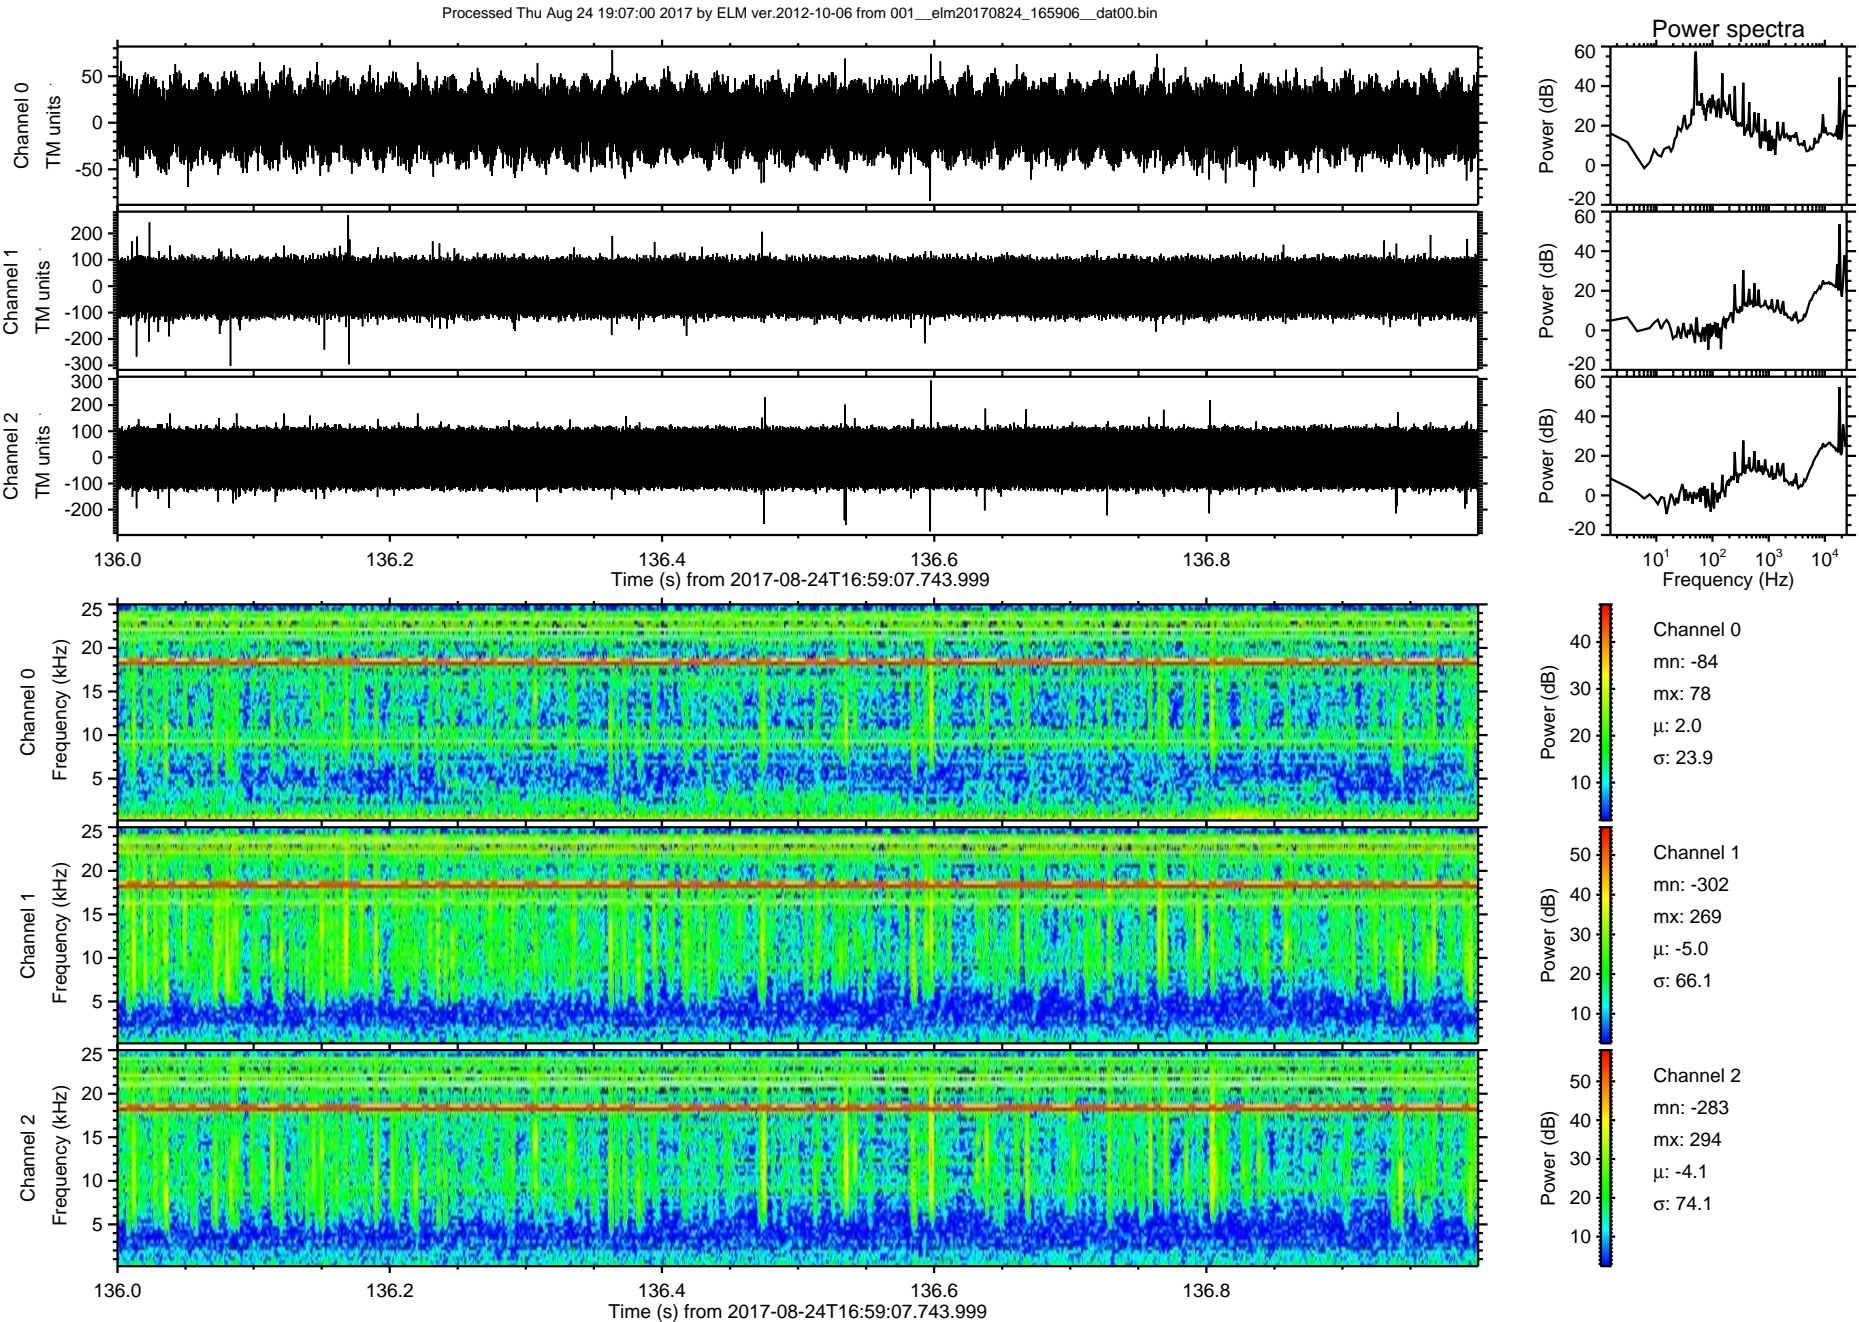 Processed Thu Aug 24 19:07:00 2017 by ELM ver.2012-10-06 from 001__elm20170824_165906__dat00.bin
Power spectra
Channel 0
TM units
50
0
-50
Power (dB)
60
40
20
0
-20
Channel 1
TM units
200
100
0
-100
-200
-300
Power (dB)
60
40
20
0
-20
Channel 2
TM units
300
200
100
0
-100
-200
Power (dB)
60
40
20
0
-20
136.0 136.2 136.4 136.6 136.8
Time (s) from 2017-08-24T16:59:07.743.999
10^1 10^2 10^3 10^4
Frequency (Hz)
Channel 0
Frequency (kHz)
25
20
15
10
5
Power (dB)
40
30
20
10
Channel 0
mn: -84
mx: 78
µ: 2.0
σ: 23.9
Channel 1
Frequency (kHz)
25
20
15
10
5
Power (dB)
50
40
30
20
10
Channel 1
mn: -302
mx: 269
µ: -5.0
σ: 66.1
Channel 2
Frequency (kHz)
25
20
15
10
5
Power (dB)
50
40
30
20
10
Channel 2
mn: -283
mx: 294
µ: -4.1
σ: 74.1
136.0 136.2 136.4 136.6 136.8
Time (s) from 2017-08-24T16:59:07.743.999